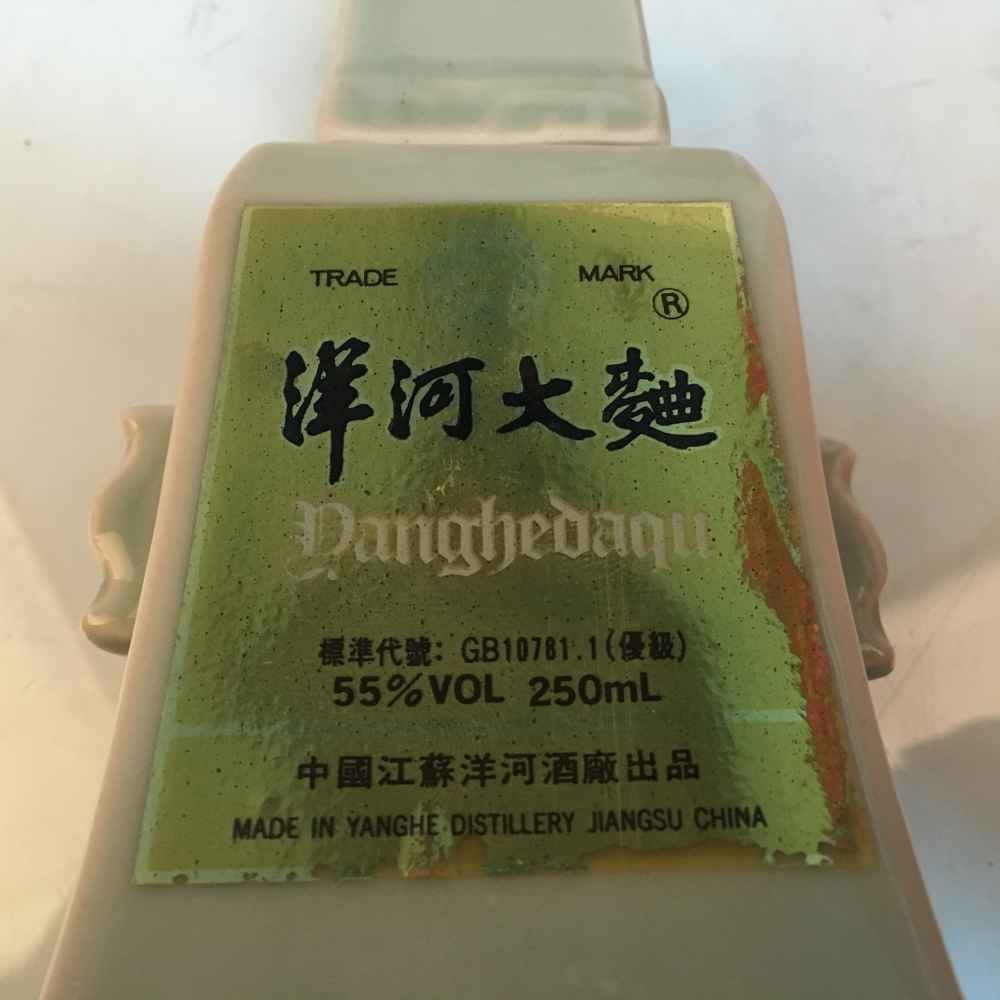 TRADE MARK
®
洋河大麯
Yanghedaqu
標準代號: GB10781.1(優級)
55%VOL 250mL
中國江蘇洋河酒廠出品
MADE IN YANGHE DISTILLERY JIANGSU CHINA